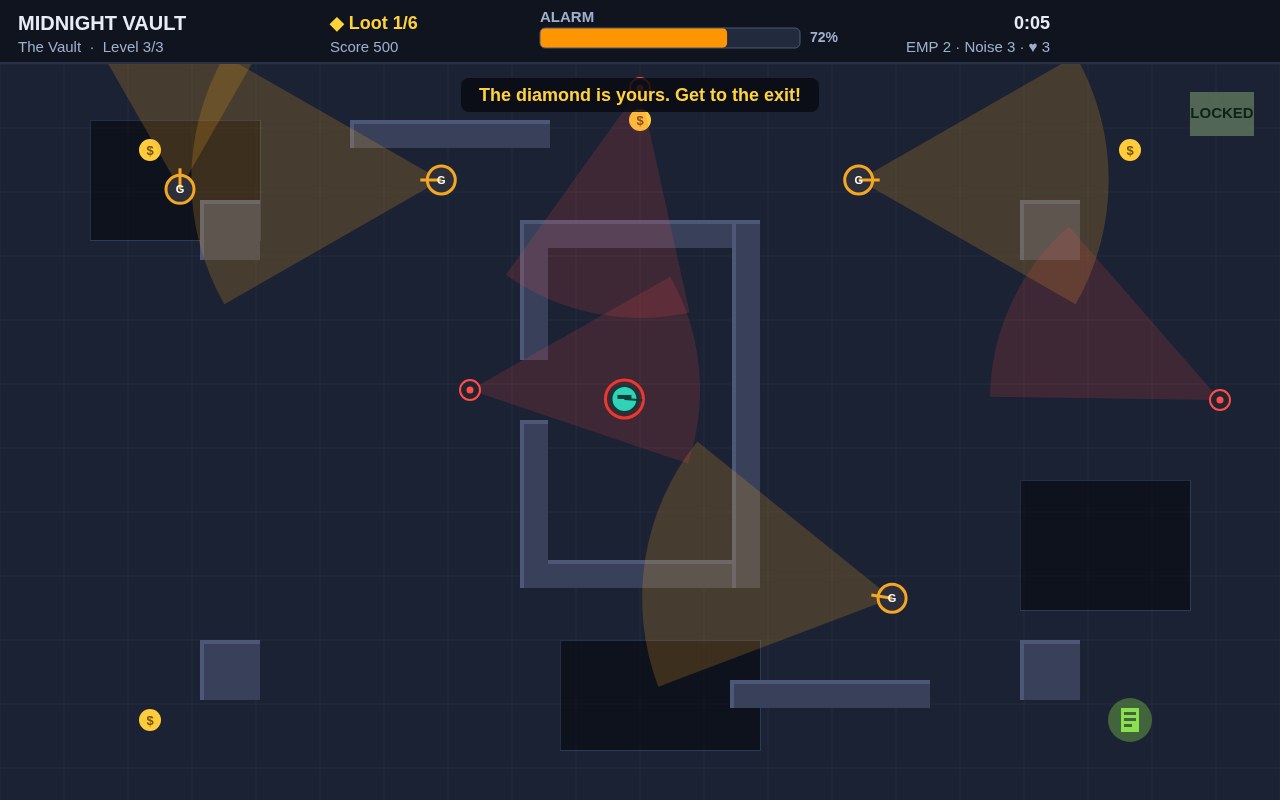 MIDNIGHT VAULT
The Vault · Level 3/3
◆ Loot 1/6
Score 500
ALARM
72%
0:05
EMP 2 · Noise 3 · ♥ 3
The diamond is yours. Get to the exit!
LOCKED
$
$
$
G
G
G
G
$